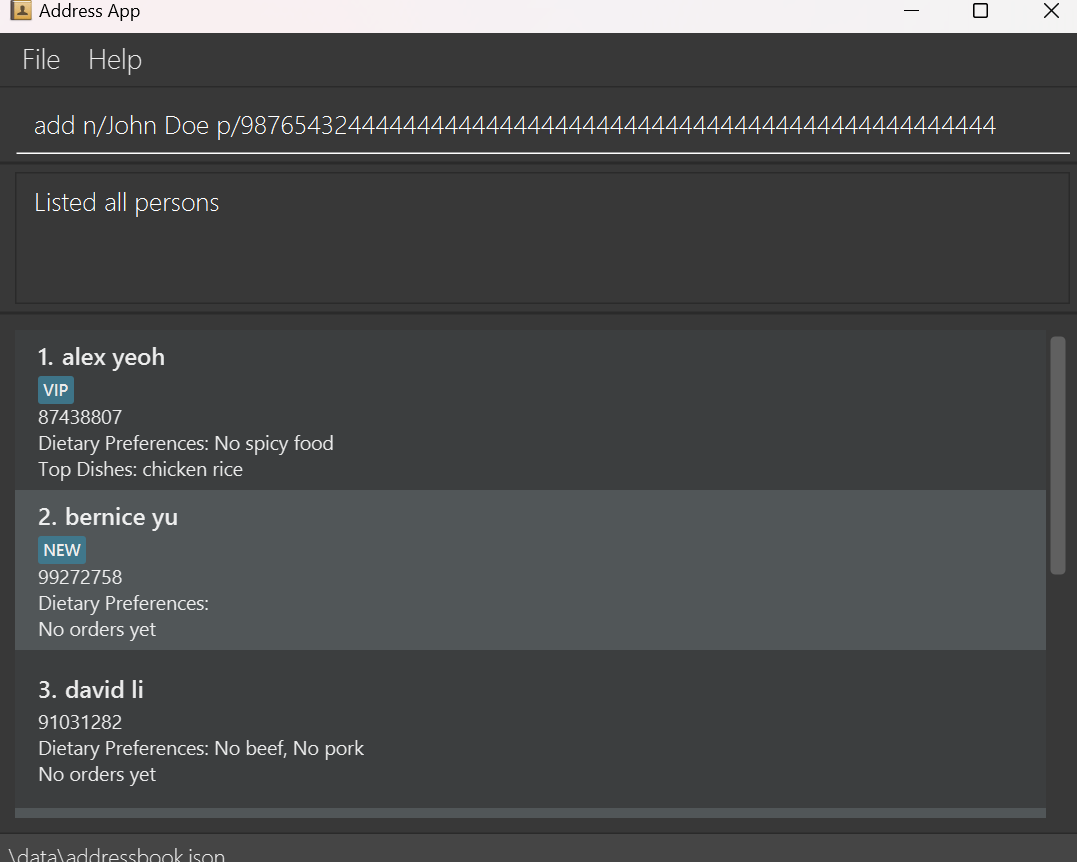 Address App
File Help
add n/John Doe p/98765432444444444444444444444444444444444444444444444444
Listed all persons
1. alex yeoh
VIP
87438807
Dietary Preferences: No spicy food
Top Dishes: chicken rice
2. bernice yu
NEW
99272758
Dietary Preferences:
No orders yet
3. david li
91031282
Dietary Preferences: No beef, No pork
No orders yet
\data\addressbook.json